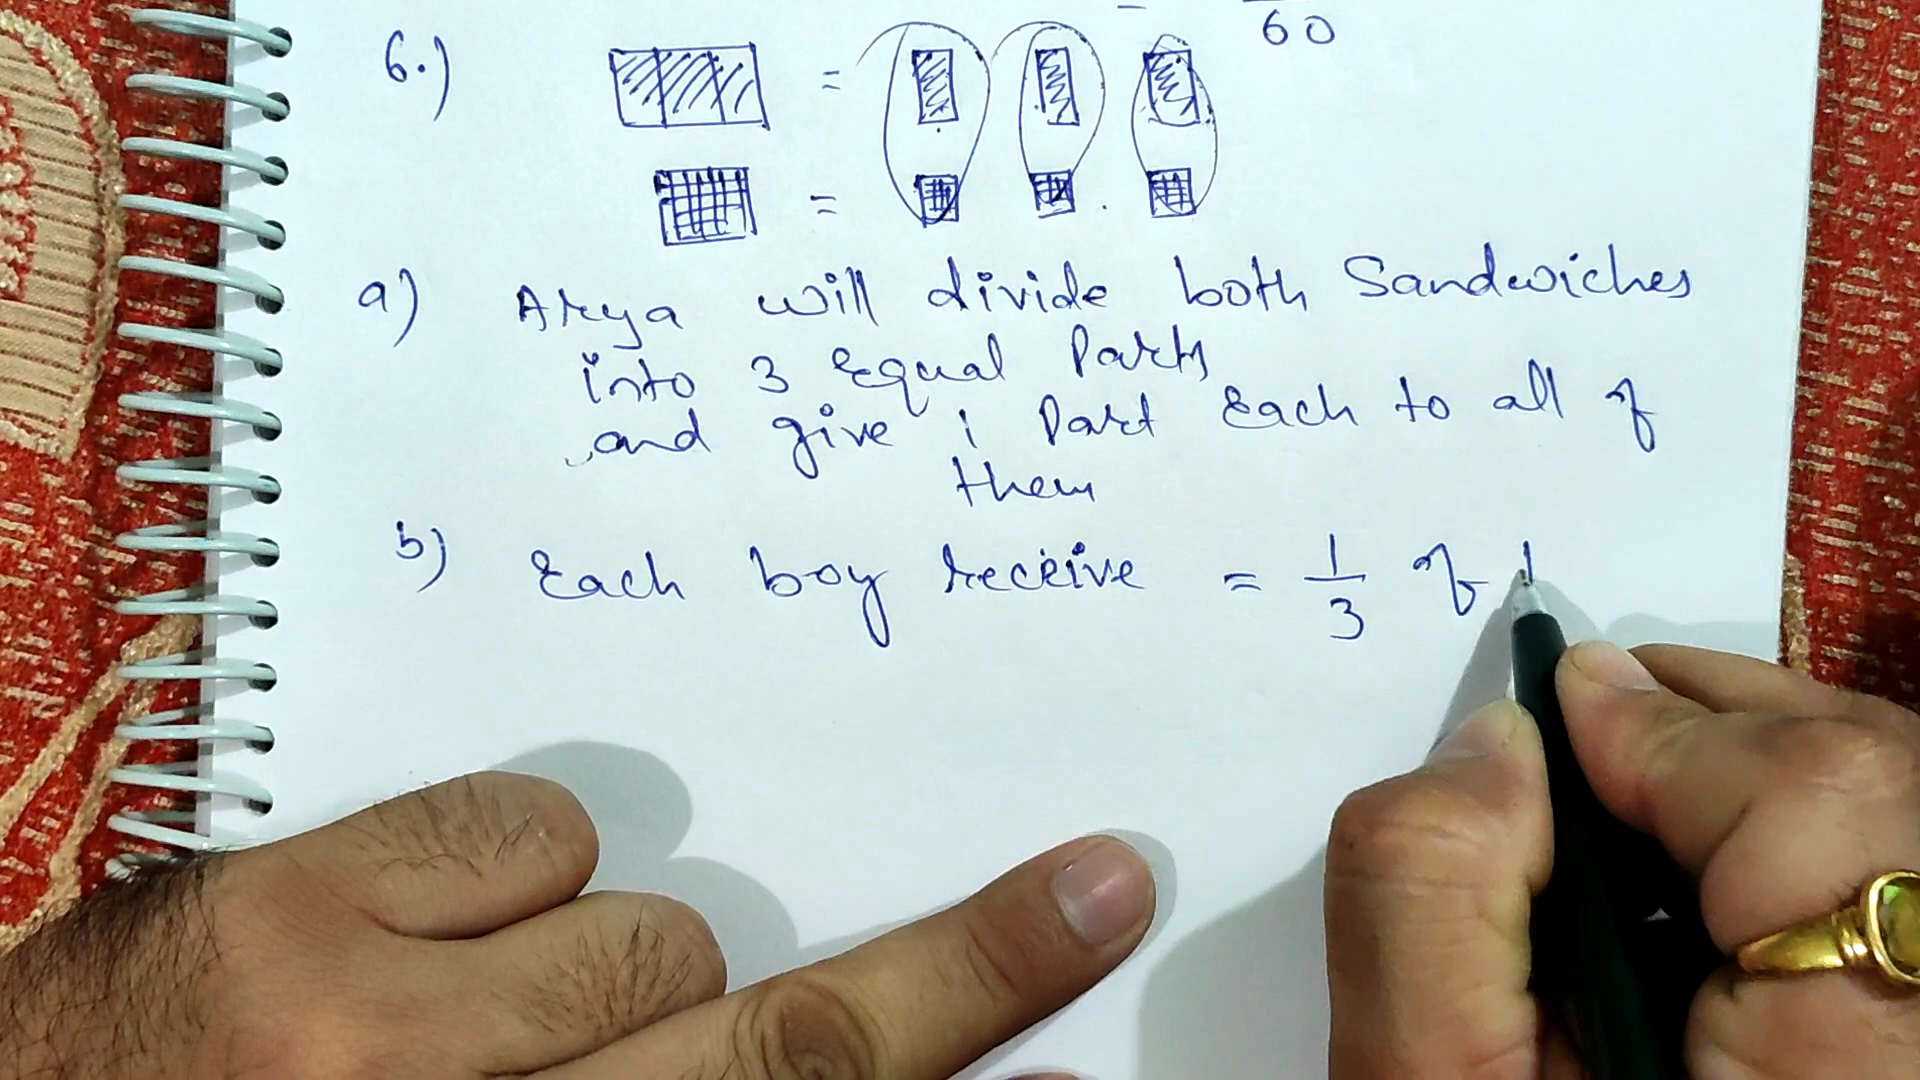 60
6.)
=
=
a) Arya will divide both Sandwiches
into 3 Equal Parts
and give 1 Part Each to all of
them
b) Each boy receive = 1/3 of 1